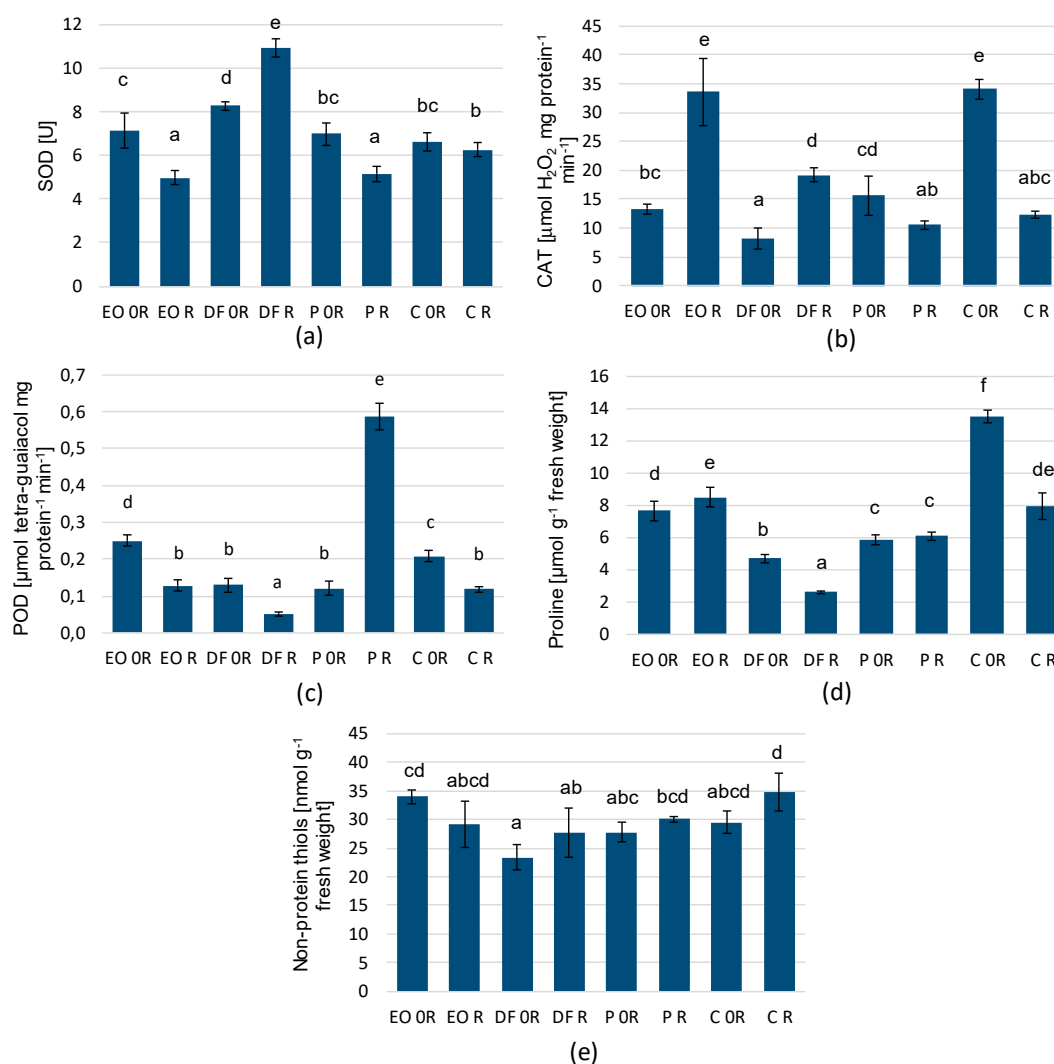 SOD [U]
12
10
8
6
4
2
0
c
a
d
e
bc
a
bc
b
EO 0R EO R DF 0R DF R P 0R P R C 0R C R
(a)
CAT [µmol H₂O₂ mg protein⁻¹
min⁻¹]
45
40
35
30
25
20
15
10
5
0
bc
e
a
d
cd
ab
e
abc
EO 0R EO R DF 0R DF R P 0R P R C 0R C R
(b)
POD [µmol tetra-guaiacol mg
protein⁻¹ min⁻¹]
0,7
0,6
0,5
0,4
0,3
0,2
0,1
0,0
d
b
b
a
b
e
c
b
EO 0R EO R DF 0R DF R P 0R P R C 0R C R
(c)
Proline [µmol g⁻¹ fresh weight]
16
14
12
10
8
6
4
2
0
d
e
b
a
c
c
f
de
EO 0R EO R DF 0R DF R P 0R P R C 0R C R
(d)
Non-protein thiols [nmol g⁻¹
fresh weight]
45
40
35
30
25
20
15
10
5
0
cd
abcd
a
ab
abc
bcd
abcd
d
EO 0R EO R DF 0R DF R P 0R P R C 0R C R
(e)